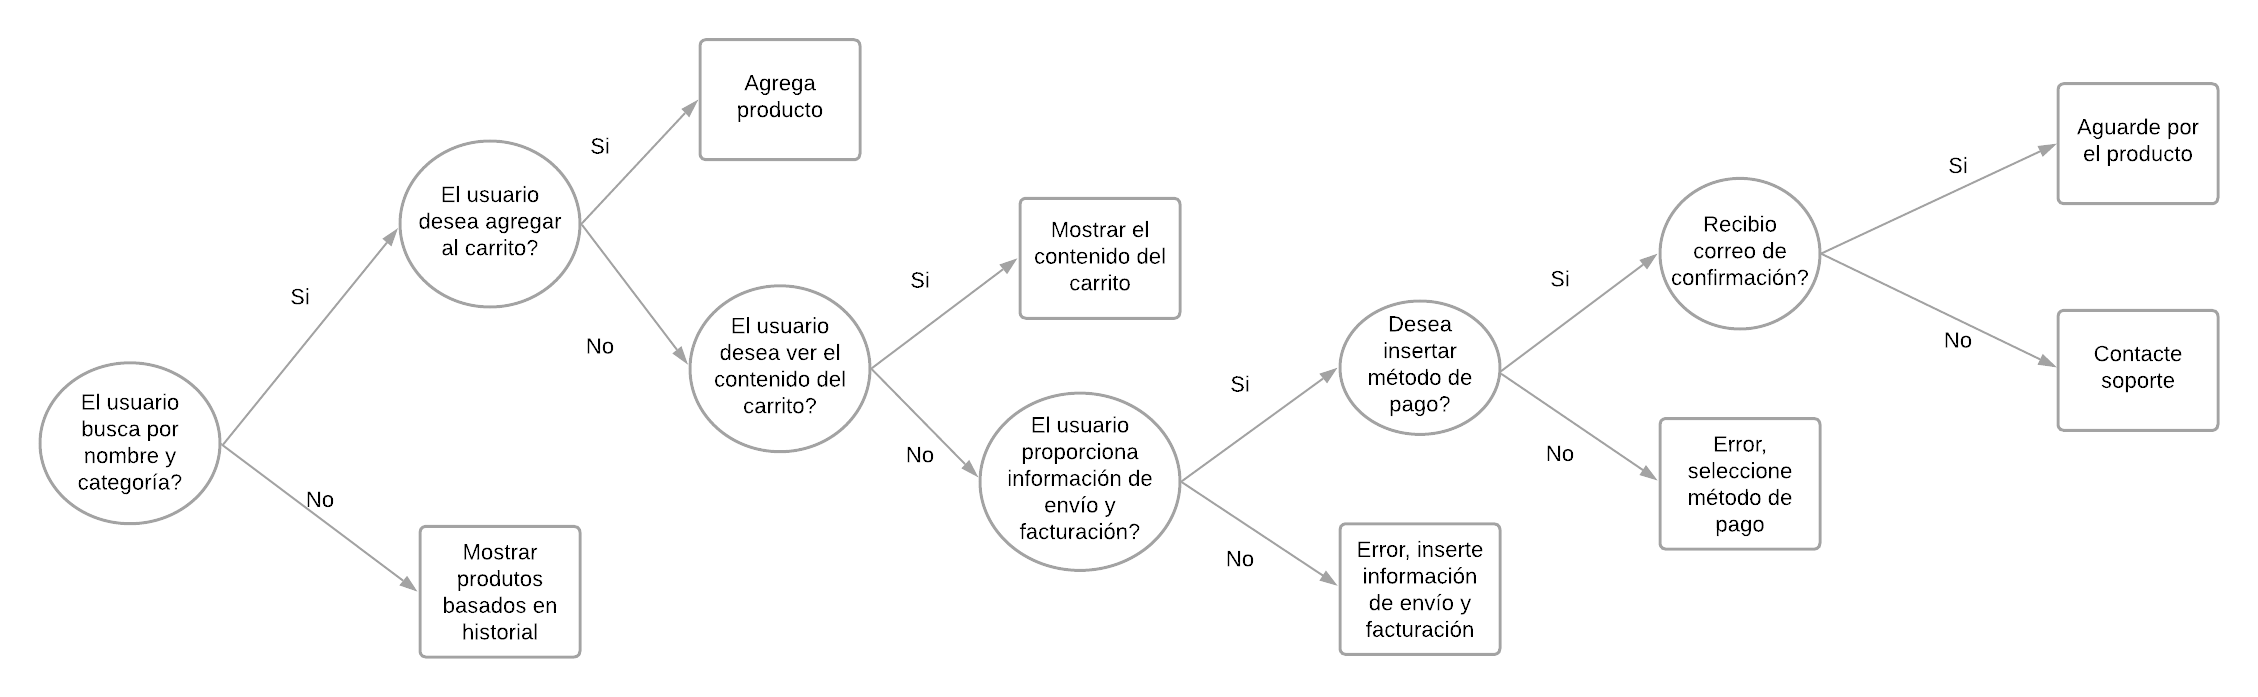 El usuario
busca por
nombre y
categoría?
Si
No
El usuario
desea agregar
al carrito?
Mostrar
produtos
basados en
historial
Si
No
Agrega
producto
El usuario
desea ver el
contenido del
carrito?
Si
No
Mostrar el
contenido del
carrito
El usuario
proporciona
información de
envío y
facturación?
Si
No
Desea
insertar
método de
pago?
Error, inserte
información
de envío y
facturación
Si
No
Recibio
correo de
confirmación?
Error,
seleccione
método de
pago
Si
No
Aguarde por
el producto
Contacte
soporte